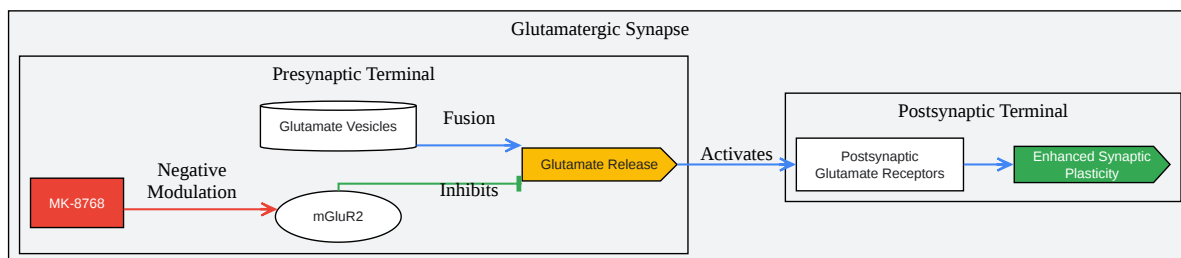 Glutamatergic Synapse
Presynaptic Terminal
Glutamate Vesicles
Fusion
Glutamate Release
Negative
Modulation
MK-8768
mGluR2
Inhibits
Activates
Postsynaptic Terminal
Postsynaptic
Glutamate Receptors
Enhanced Synaptic
Plasticity